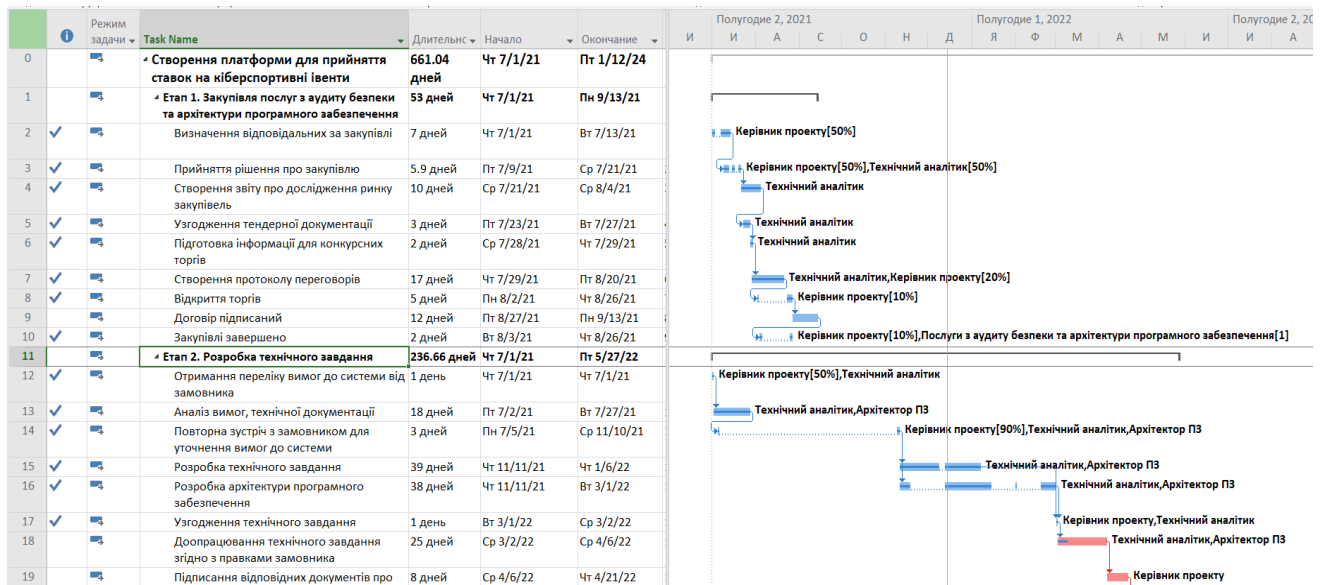 Режим
задачи Task Name Длительнс Начало Окончание
Полугодие 2, 2021 Полугодие 1, 2022 Полугодие 2, 20
И И А С О Н Д Я Ф М А М И И А
0 Створення платформи для прийняття 661.04 Чт 7/1/21 Пт 1/12/24
ставок на кіберспортивні івенти дней
1 Етап 1. Закупівля послуг з аудиту безпеки 53 дней Чт 7/1/21 Пн 9/13/21
та архітектури програмного забезпечення
2 Визначення відповідальних за закупівлі 7 дней Чт 7/1/21 Вт 7/13/21 Керівник проекту[50%]
3 Прийняття рішення про закупівлю 5.9 дней Пт 7/9/21 Ср 7/21/21 Керівник проекту[50%],Технічний аналітик[50%]
4 Створення звіту про дослідження ринку 10 дней Ср 7/21/21 Ср 8/4/21 Технічний аналітик
закупівель
5 Узгодження тендерної документації 3 дней Пт 7/23/21 Вт 7/27/21 Технічний аналітик
6 Підготовка інформації для конкурсних 2 дней Ср 7/28/21 Чт 7/29/21 Технічний аналітик
торгів
7 Створення протоколу переговорів 17 дней Чт 7/29/21 Пт 8/20/21 Технічний аналітик,Керівник проекту[20%]
8 Відкриття торгів 5 дней Пн 8/2/21 Чт 8/26/21 Керівник проекту[10%]
9 Договір підписаний 12 дней Пт 8/27/21 Пн 9/13/21
10 Закупівлі завершено 2 дней Вт 8/3/21 Чт 8/26/21 Керівник проекту[10%],Послуги з аудиту безпеки та архітектури програмного забезпечення[1]
11 Етап 2. Розробка технічного завдання 236.66 дней Чт 7/1/21 Пт 5/27/22
12 Отримання переліку вимог до системи від 1 день Чт 7/1/21 Чт 7/1/21 Керівник проекту[50%],Технічний аналітик
замовника
13 Аналіз вимог, технічної документації 18 дней Пт 7/2/21 Вт 7/27/21 Технічний аналітик,Архітектор ПЗ
14 Повторна зустріч з замовником для 3 дней Пн 7/5/21 Ср 11/10/21 Керівник проекту[90%],Технічний аналітик,Архітектор ПЗ
уточнення вимог до системи
15 Розробка технічного завдання 39 дней Чт 11/11/21 Чт 1/6/22 Технічний аналітик,Архітектор ПЗ
16 Розробка архітектури програмного 38 дней Чт 11/11/21 Вт 3/1/22 Технічний аналітик,Архітектор ПЗ
забезпечення
17 Узгодження технічного завдання 1 день Вт 3/1/22 Ср 3/2/22 Керівник проекту,Технічний аналітик
18 Доопрацювання технічного завдання 25 дней Ср 3/2/22 Ср 4/6/22 Технічний аналітик,Архітектор ПЗ
згідно з правками замовника
19 Підписання відповідних документів про 8 дней Ср 4/6/22 Чт 4/21/22 Керівник проекту